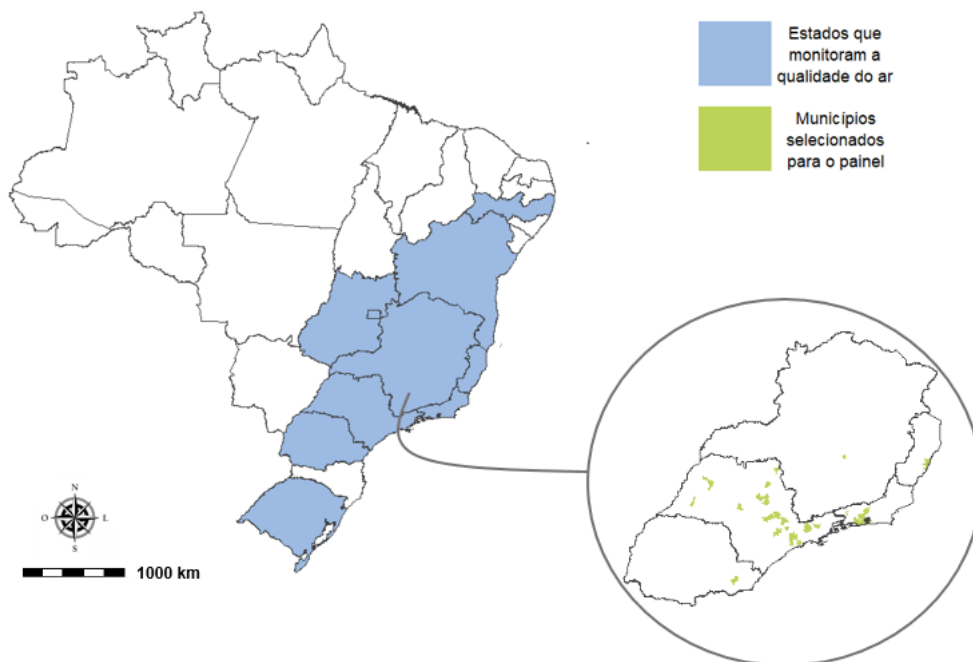 Estados que
monitoram a
qualidade do ar
Municípios
selecionados
para o painel
N
O
L
S
1000 km